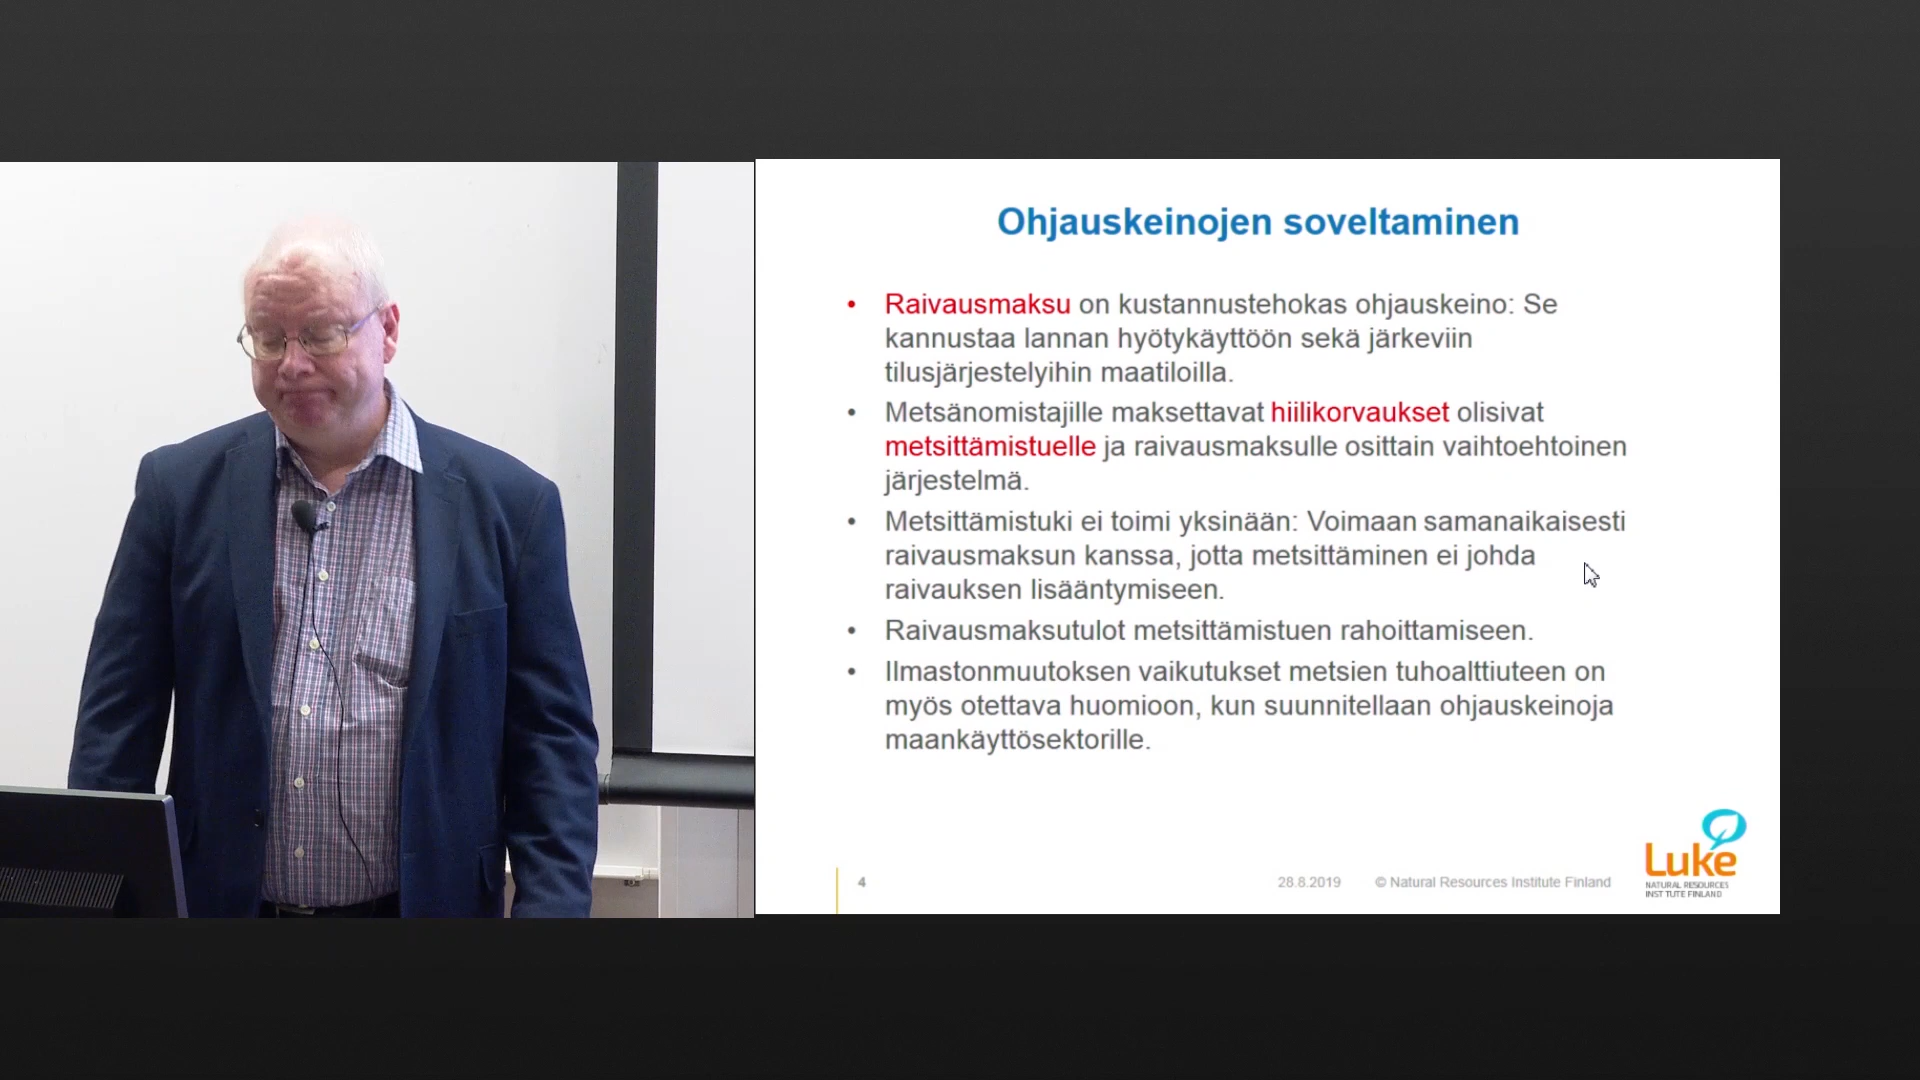 Ohjauskeinojen soveltaminen
• Raivausmaksu on kustannustehokas ohjauskeino: Se
kannustaa lannan hyötykäyttöön sekä järkeviin
tilusjärjestelyihin maatiloilla.
• Metsänomistajille maksettavat hiilikorvaukset olisivat
metsittämistuelle ja raivausmaksulle osittain vaihtoehtoinen
järjestelmä.
• Metsittämistuki ei toimi yksinään: Voimaan samanaikaisesti
raivausmaksun kanssa, jotta metsittäminen ei johda
raivauksen lisääntymiseen.
• Raivausmaksutulot metsittämistuen rahoittamiseen.
• Ilmastonmuutoksen vaikutukset metsien tuhoalttiuteen on
myös otettava huomioon, kun suunnitellaan ohjauskeinoja
maankäyttösektorille.
4
28.8.2019
© Natural Resources Institute Finland
Luke
NATURAL RESOURCES
INSTITUTE FINLAND